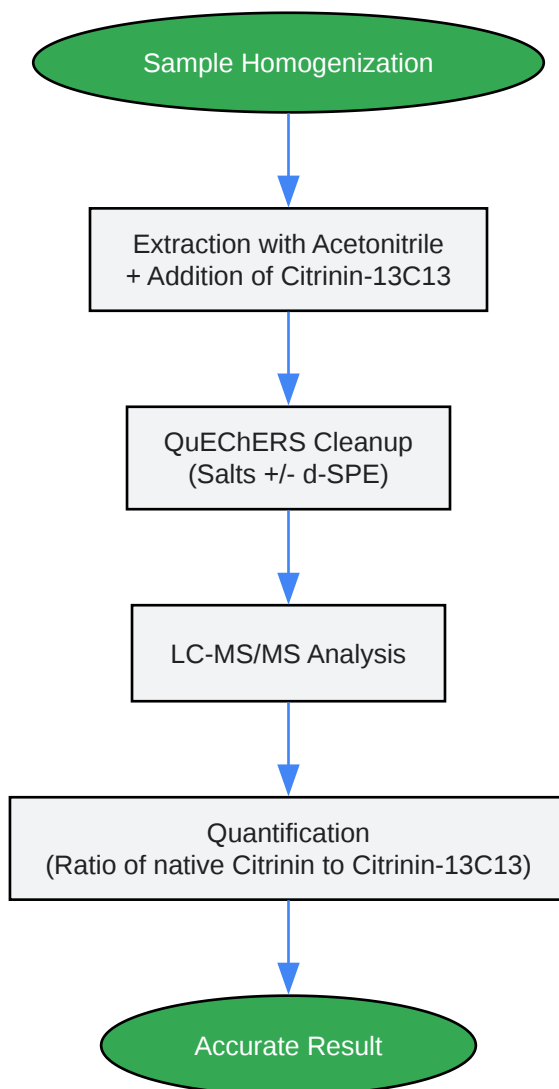 Sample Homogenization
Extraction with Acetonitrile
+ Addition of Citrinin-13C13
QuEChERS Cleanup
(Salts +/- d-SPE)
LC-MS/MS Analysis
Quantification
(Ratio of native Citrinin to Citrinin-13C13)
Accurate Result